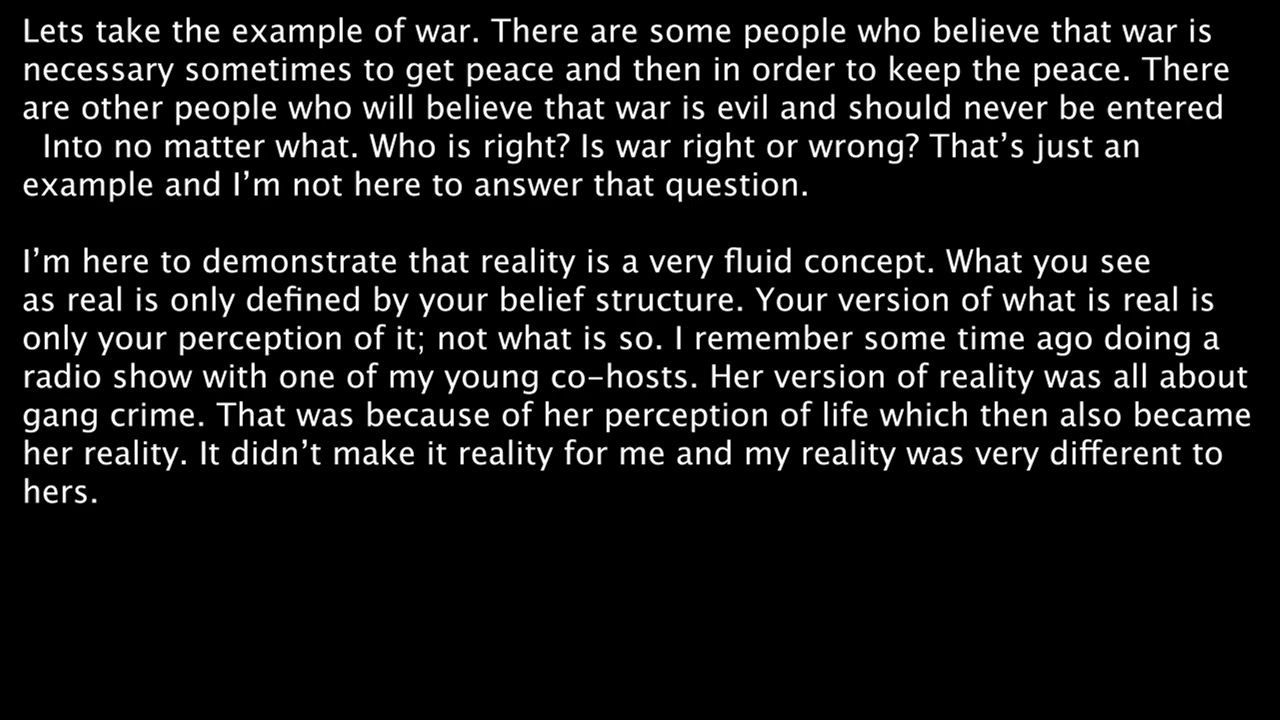 Lets take the example of war. There are some people who believe that war is
necessary sometimes to get peace and then in order to keep the peace. There
are other people who will believe that war is evil and should never be entered
Into no matter what. Who is right? Is war right or wrong? That’s just an
example and I’m not here to answer that question.
I’m here to demonstrate that reality is a very fluid concept. What you see
as real is only defined by your belief structure. Your version of what is real is
only your perception of it; not what is so. I remember some time ago doing a
radio show with one of my young co-hosts. Her version of reality was all about
gang crime. That was because of her perception of life which then also became
her reality. It didn’t make it reality for me and my reality was very different to
hers.